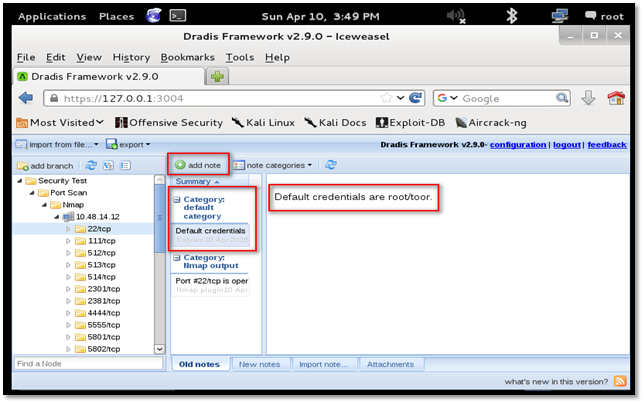 Applications Places Sun Apr 10, 3:49 PM root
Dradis Framework v2.9.0 - Iceweasel
File Edit View History Bookmarks Tools Help
Dradis Framework v2.9.0
https://127.0.0.1:3004 Google
Most Visited Offensive Security Kali Linux Kali Docs Exploit-DB Aircrack-ng
import from file... export Dradis Framework v2.9.0- configuration | logout | feedback
add branch add note note categories
Summary
Security Test
Port Scan
Nmap
10.48.14.12
22/tcp
111/tcp
512/tcp
513/tcp
514/tcp
2301/tcp
2381/tcp
4444/tcp
5555/tcp
5801/tcp
5802/tcp
Find a Node
Category:
default
category
Default credentials
Category:
Nmap output
Port #22/tcp is oper
Nmap plugin10 Apr
Default credentials are root/toor.
Old notes New notes Import note... Attachments
what's new in this version?